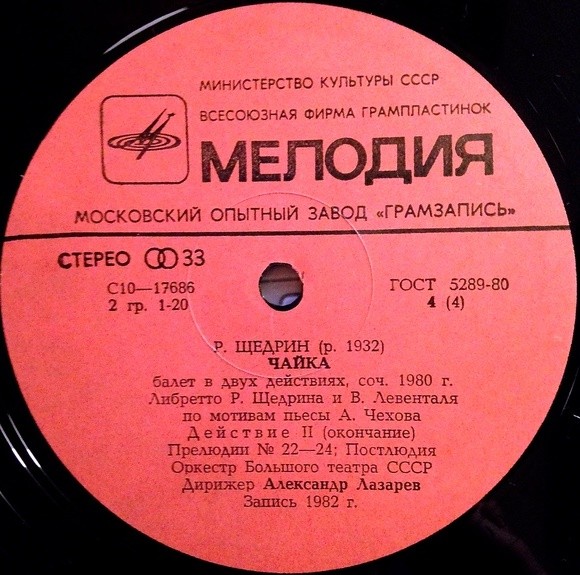 МИНИСТЕРСТВО КУЛЬТУРЫ СССР
ВСЕСОЮЗНАЯ ФИРМА ГРАМПЛАСТИНОК
МЕЛОДИЯ
МОСКОВСКИЙ ОПЫТНЫЙ ЗАВОД «ГРАМЗАПИСЬ»
СТЕРЕО 33
С10—17686 ГОСТ 5289-80
2 гр. 1-20 4 (4)
Р. ЩЕДРИН (р. 1932)
ЧАЙКА
балет в двух действиях, соч. 1980 г.
Либретто Р. Щедрина и В. Левенталя
по мотивам пьесы А. Чехова
Действие II (окончание)
Прелюдии № 22—24; Постлюдия
Оркестр Большого театра СССР
Дирижер Александр Лазарев
Запись 1982 г.